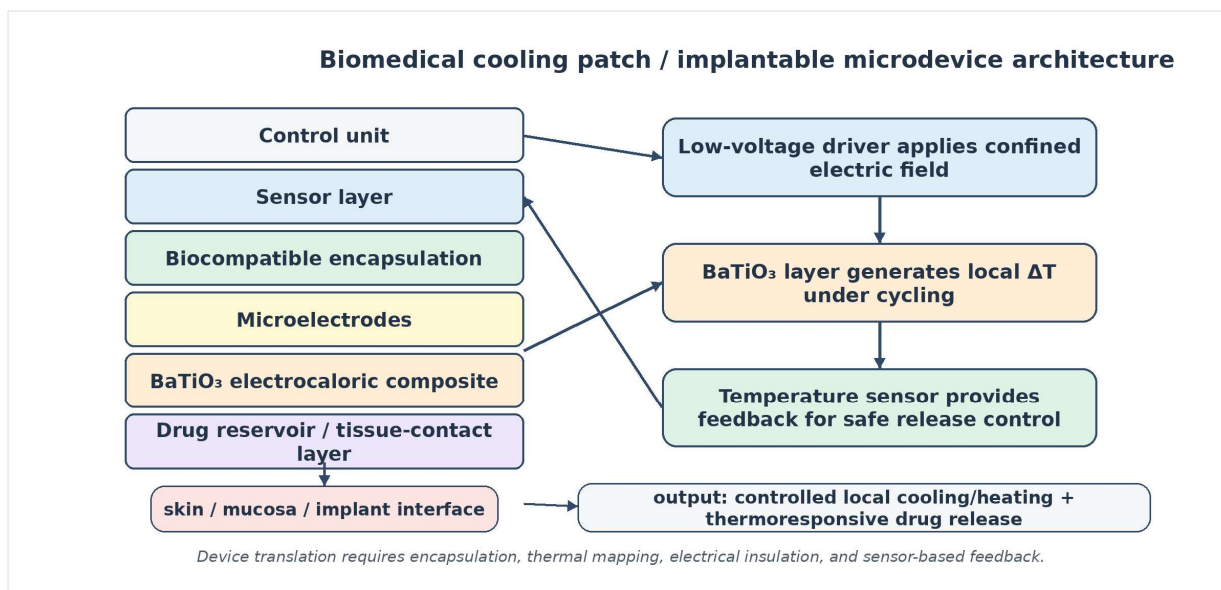 Biomedical cooling patch / implantable microdevice architecture
Control unit
Sensor layer
Biocompatible encapsulation
Microelectrodes
BaTiO₃ electrocaloric composite
Drug reservoir / tissue-contact
layer
skin / mucosa / implant interface
Low-voltage driver applies confined
electric field
BaTiO₃ layer generates local ΔT
under cycling
Temperature sensor provides
feedback for safe release control
output: controlled local cooling/heating +
thermoresponsive drug release
Device translation requires encapsulation, thermal mapping, electrical insulation, and sensor-based feedback.